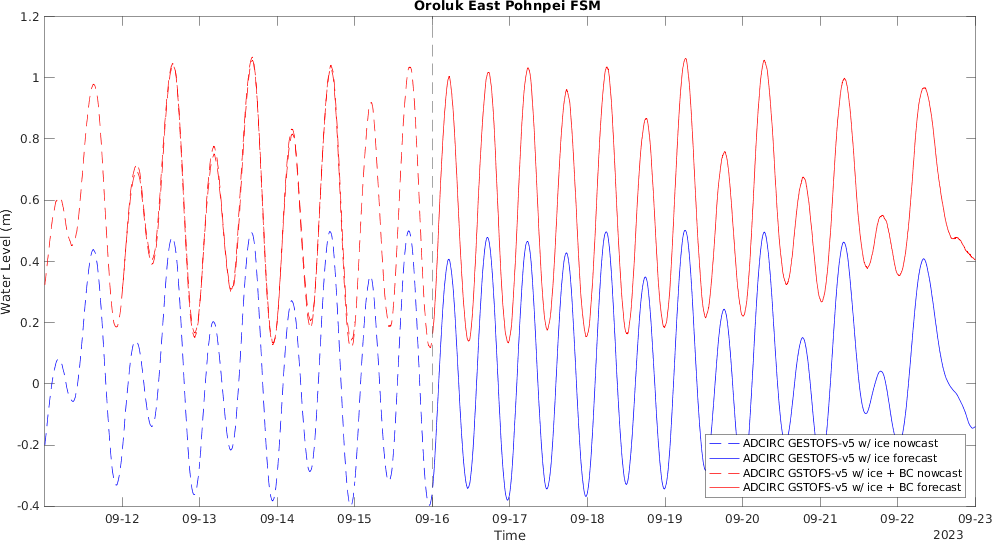 Oroluk East Pohnpei FSM
1.2
1
0.8
0.6
0.4
0.2
0
-0.2
-0.4
Water Level (m)
ADCIRC GESTOFS-v5 w/ ice nowcast
ADCIRC GESTOFS-v5 w/ ice forecast
ADCIRC GSTOFS-v5 w/ ice + BC nowcast
ADCIRC GSTOFS-v5 w/ ice + BC forecast
09-12 09-13 09-14 09-15 09-16 09-17 09-18 09-19 09-20 09-21 09-22 09-23
Time
2023